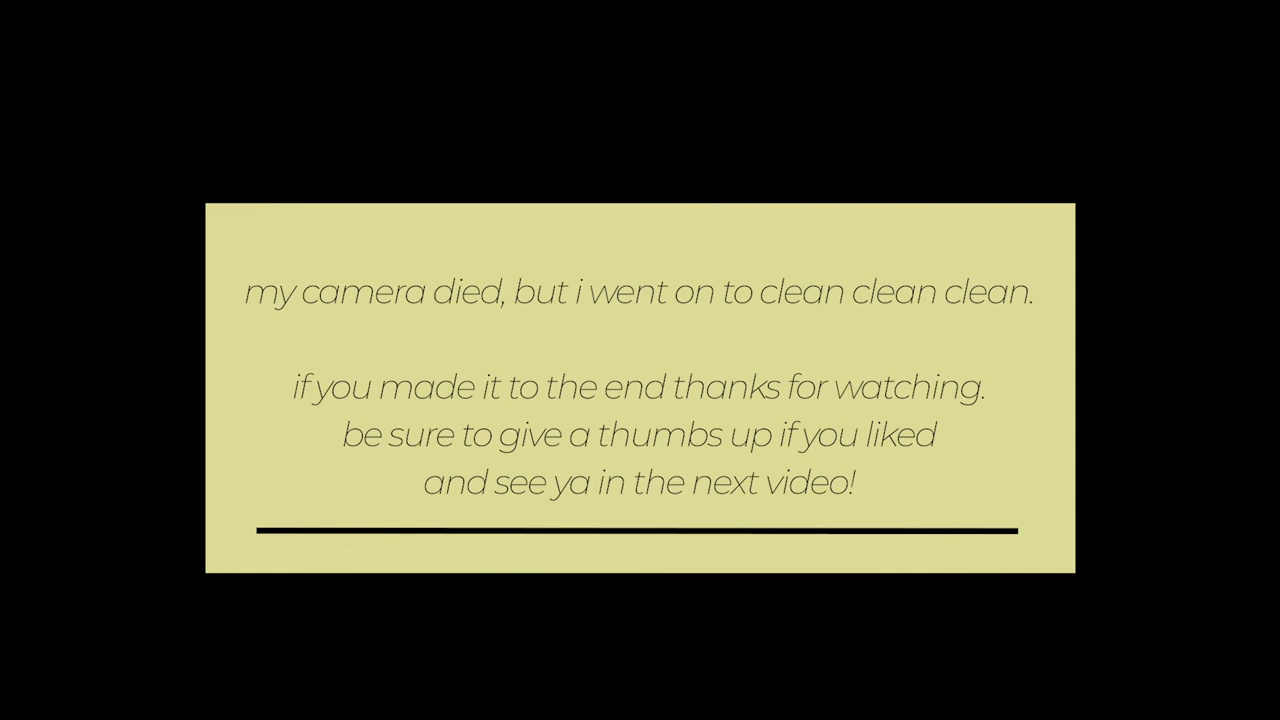 my camera died, but i went on to clean clean clean.
if you made it to the end thanks for watching.
be sure to give a thumbs up if you liked
and see ya in the next video!